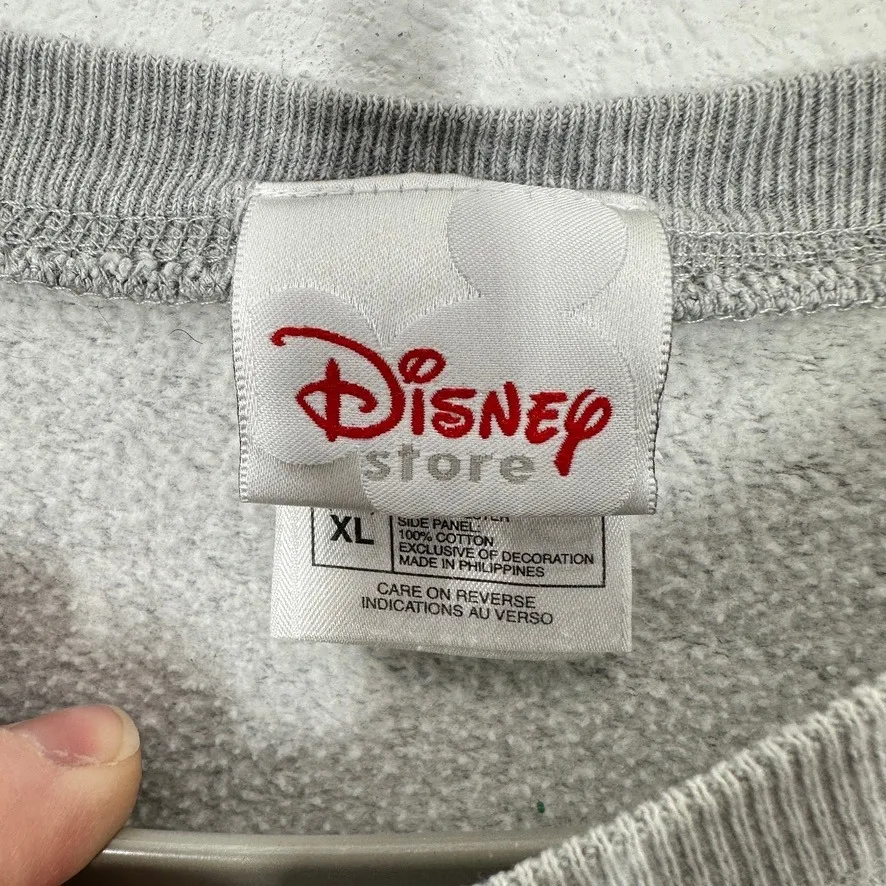 Disney
store
XL
SIDE PANEL:
100% COTTON
EXCLUSIVE OF DECORATION
MADE IN PHILIPPINES
CARE ON REVERSE
INDICATIONS AU VERSO